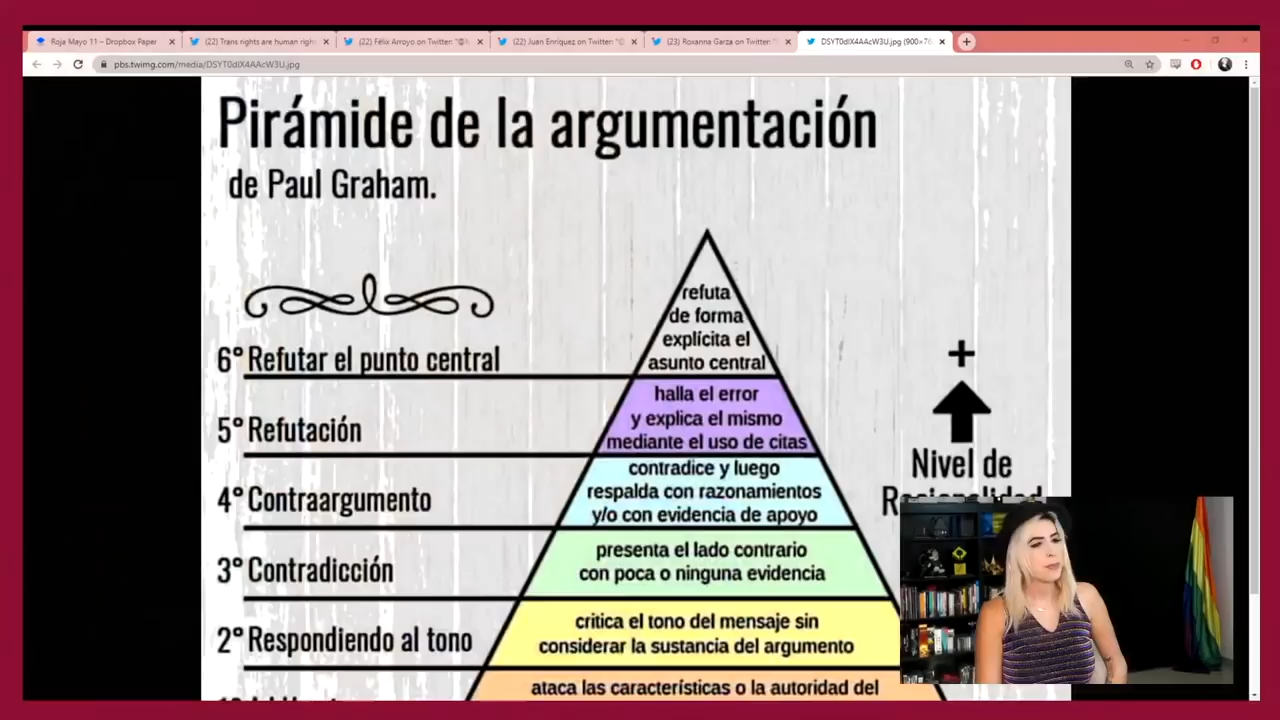 Roja Mayo 11 – Dropbox Paper
(22) Trans rights are human righ
(22) Félix Arroyo on Twitter: "@
(22) Juan Enriquez on Twitter: "@
(23) Roxanna Garza on Twitter: "
DSYT0dlX4AAcW3U.jpg (900×76
pbs.twimg.com/media/DSYT0dlX4AAcW3U.jpg
Pirámide de la argumentación
de Paul Graham.
refuta
de forma
explícita el
asunto central
6° Refutar el punto central
halla el error
y explica el mismo
mediante el uso de citas
5° Refutación
contradice y luego
respalda con razonamientos
y/o con evidencia de apoyo
4° Contraargumento
presenta el lado contrario
con poca o ninguna evidencia
3° Contradicción
critica el tono del mensaje sin
considerar la sustancia del argumento
2° Respondiendo al tono
ataca las características o la autoridad del
+
Nivel de